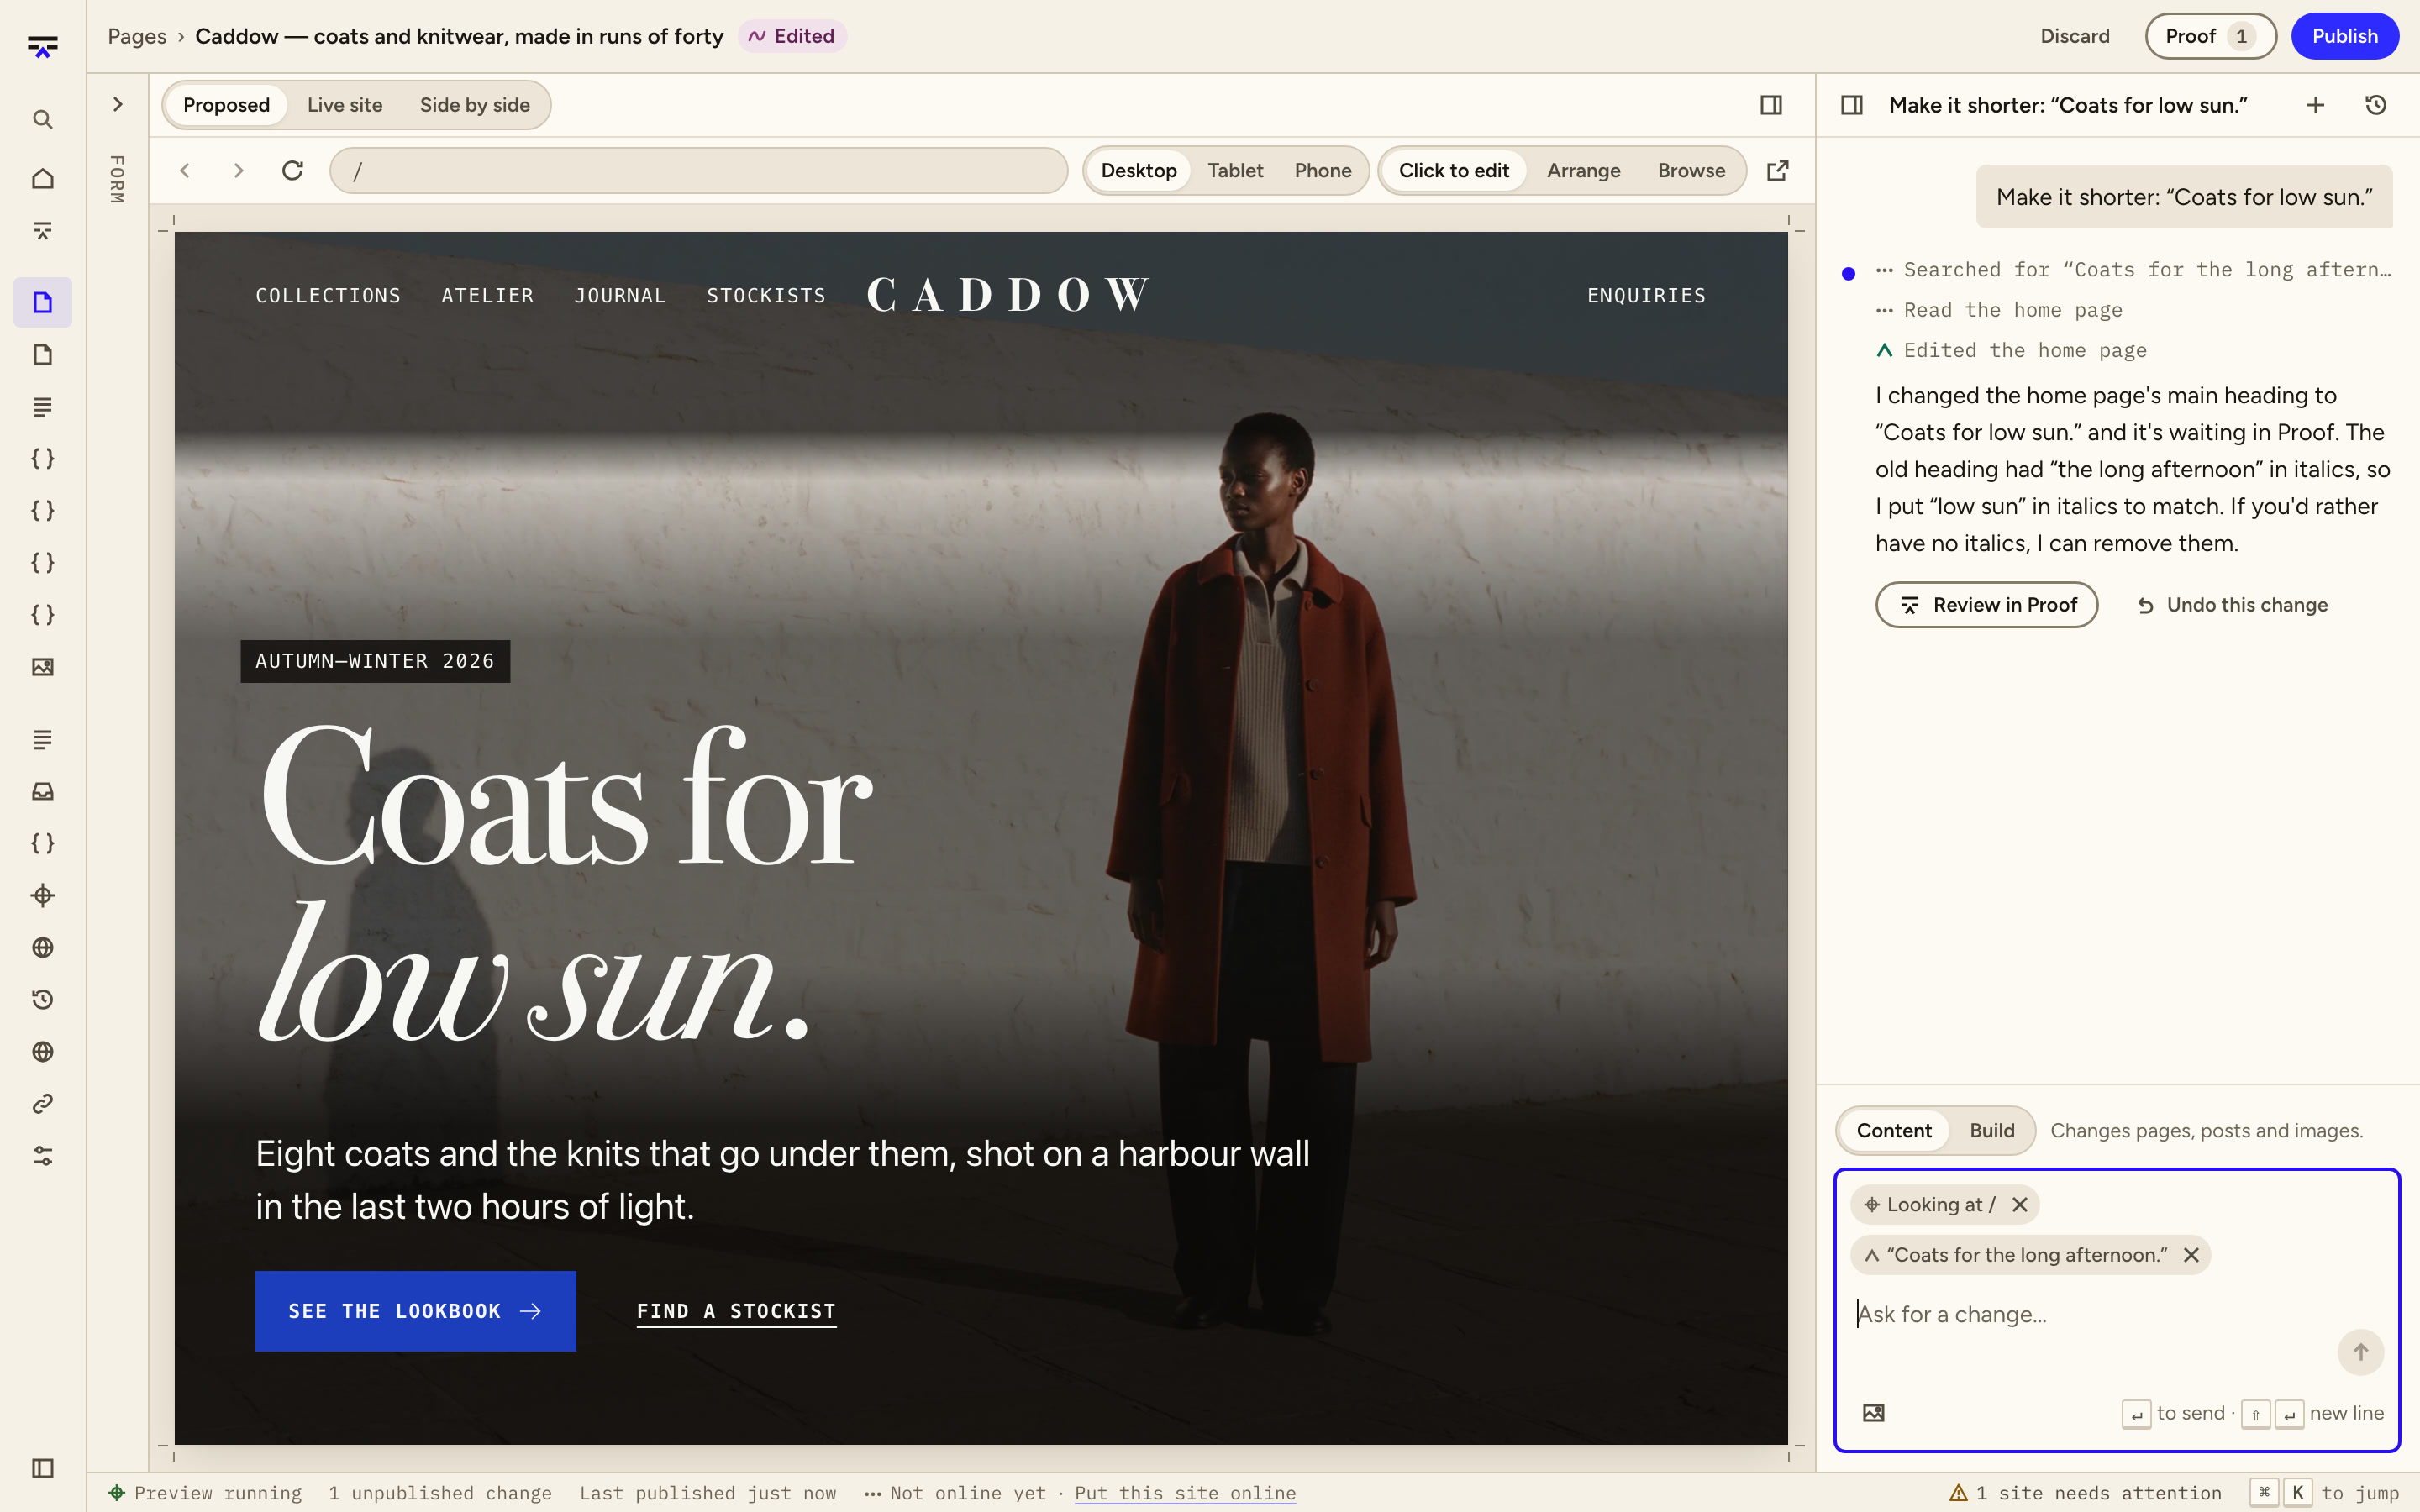 Pages › Caddow — coats and knitwear, made in runs of forty
Edited
Discard
Proof 1
Publish
FORM
Proposed
Live site
Side by side
/
Desktop
Tablet
Phone
Click to edit
Arrange
Browse
COLLECTIONS
ATELIER
JOURNAL
STOCKISTS
CADDOW
ENQUIRIES
AUTUMN—WINTER 2026
Coats for
low sun.
Eight coats and the knits that go under them, shot on a harbour wall
in the last two hours of light.
SEE THE LOOKBOOK →
FIND A STOCKIST
Make it shorter: “Coats for low sun.”
Make it shorter: “Coats for low sun.”
Searched for “Coats for the long aftern…
Read the home page
Edited the home page
I changed the home page's main heading to
“Coats for low sun.” and it's waiting in Proof. The
old heading had “the long afternoon” in italics, so
I put “low sun” in italics to match. If you'd rather
have no italics, I can remove them.
Review in Proof
Undo this change
Content
Build
Changes pages, posts and images.
Looking at /
“Coats for the long afternoon.”
Ask for a change…
↵ to send · ⇧ ↵ new line
Preview running
1 unpublished change
Last published just now
Not online yet · Put this site online
1 site needs attention
⌘ K to jump